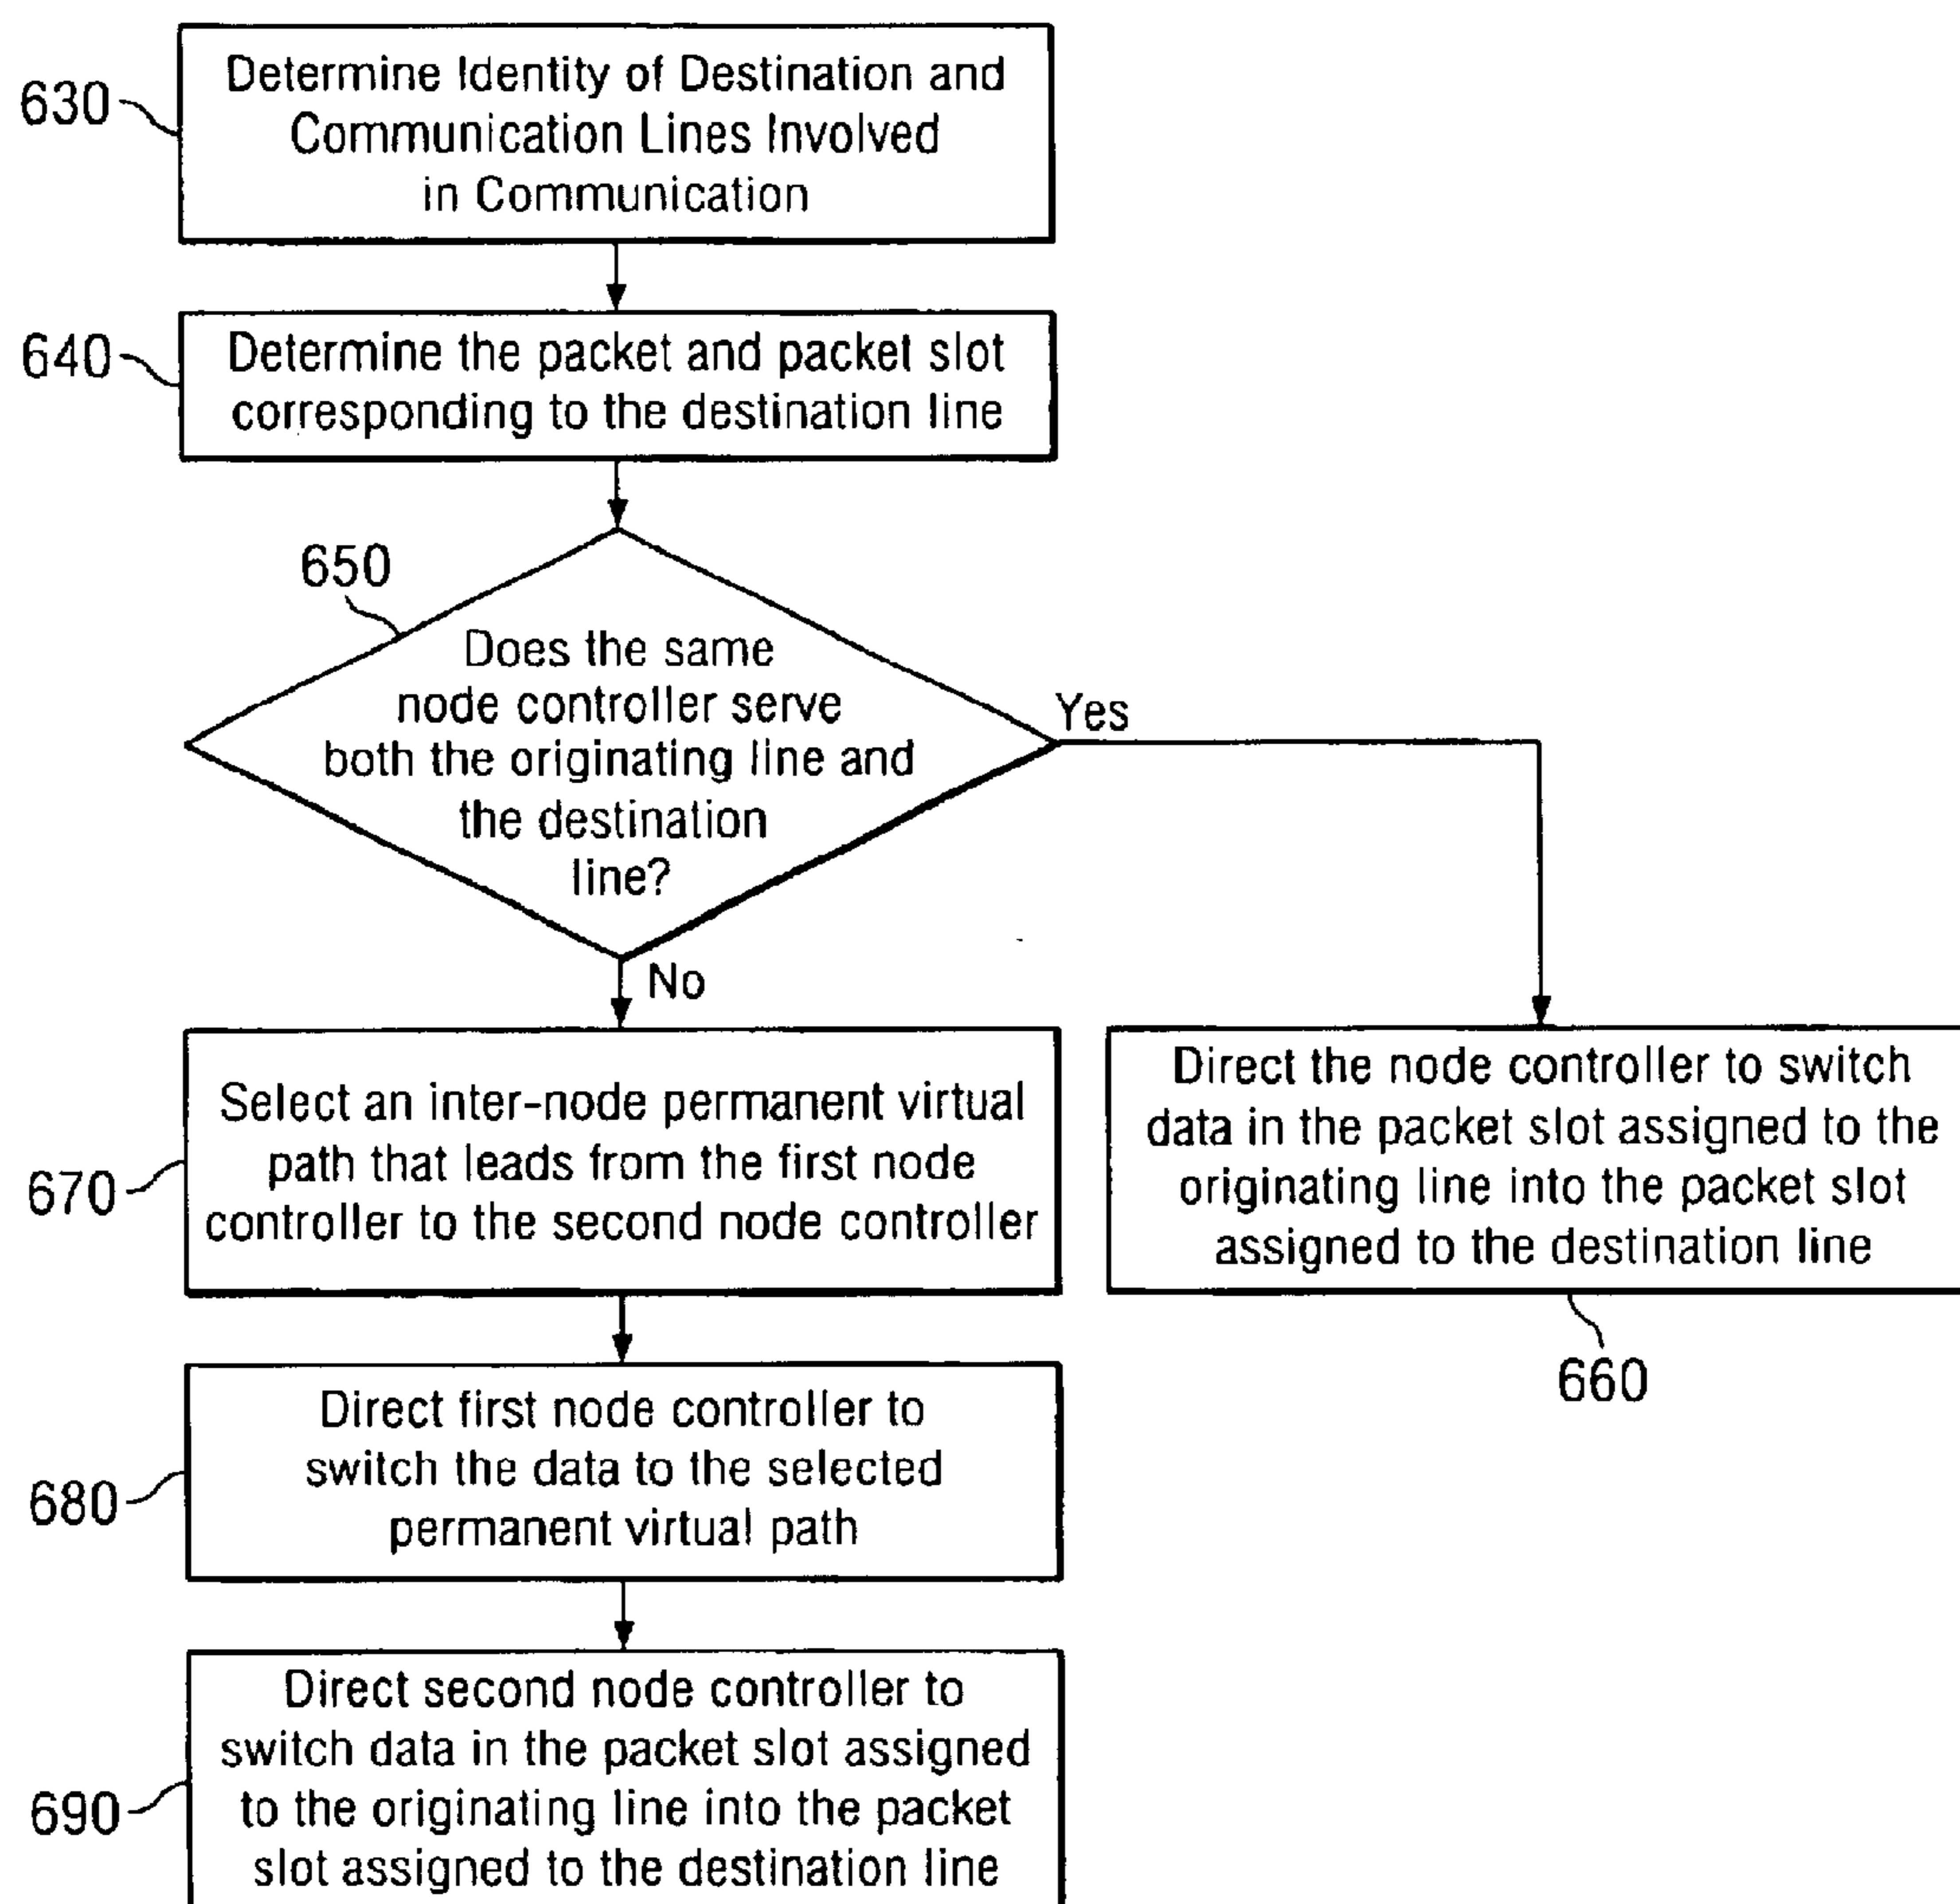 630
Determine Identity of Destination and
Communication Lines Involved
in Communication
640
Determine the packet and packet slot
corresponding to the destination line
650
Does the same
node controller serve
both the originating line and
the destination
line?
Yes
No
670
Select an inter-node permanent virtual
path that leads from the first node
controller to the second node controller
Direct the node controller to switch
data in the packet slot assigned to the
originating line into the packet slot
assigned to the destination line
660
680
Direct first node controller to
switch the data to the selected
permanent virtual path
690
Direct second node controller to
switch data in the packet slot assigned
to the originating line into the packet
slot assigned to the destination line